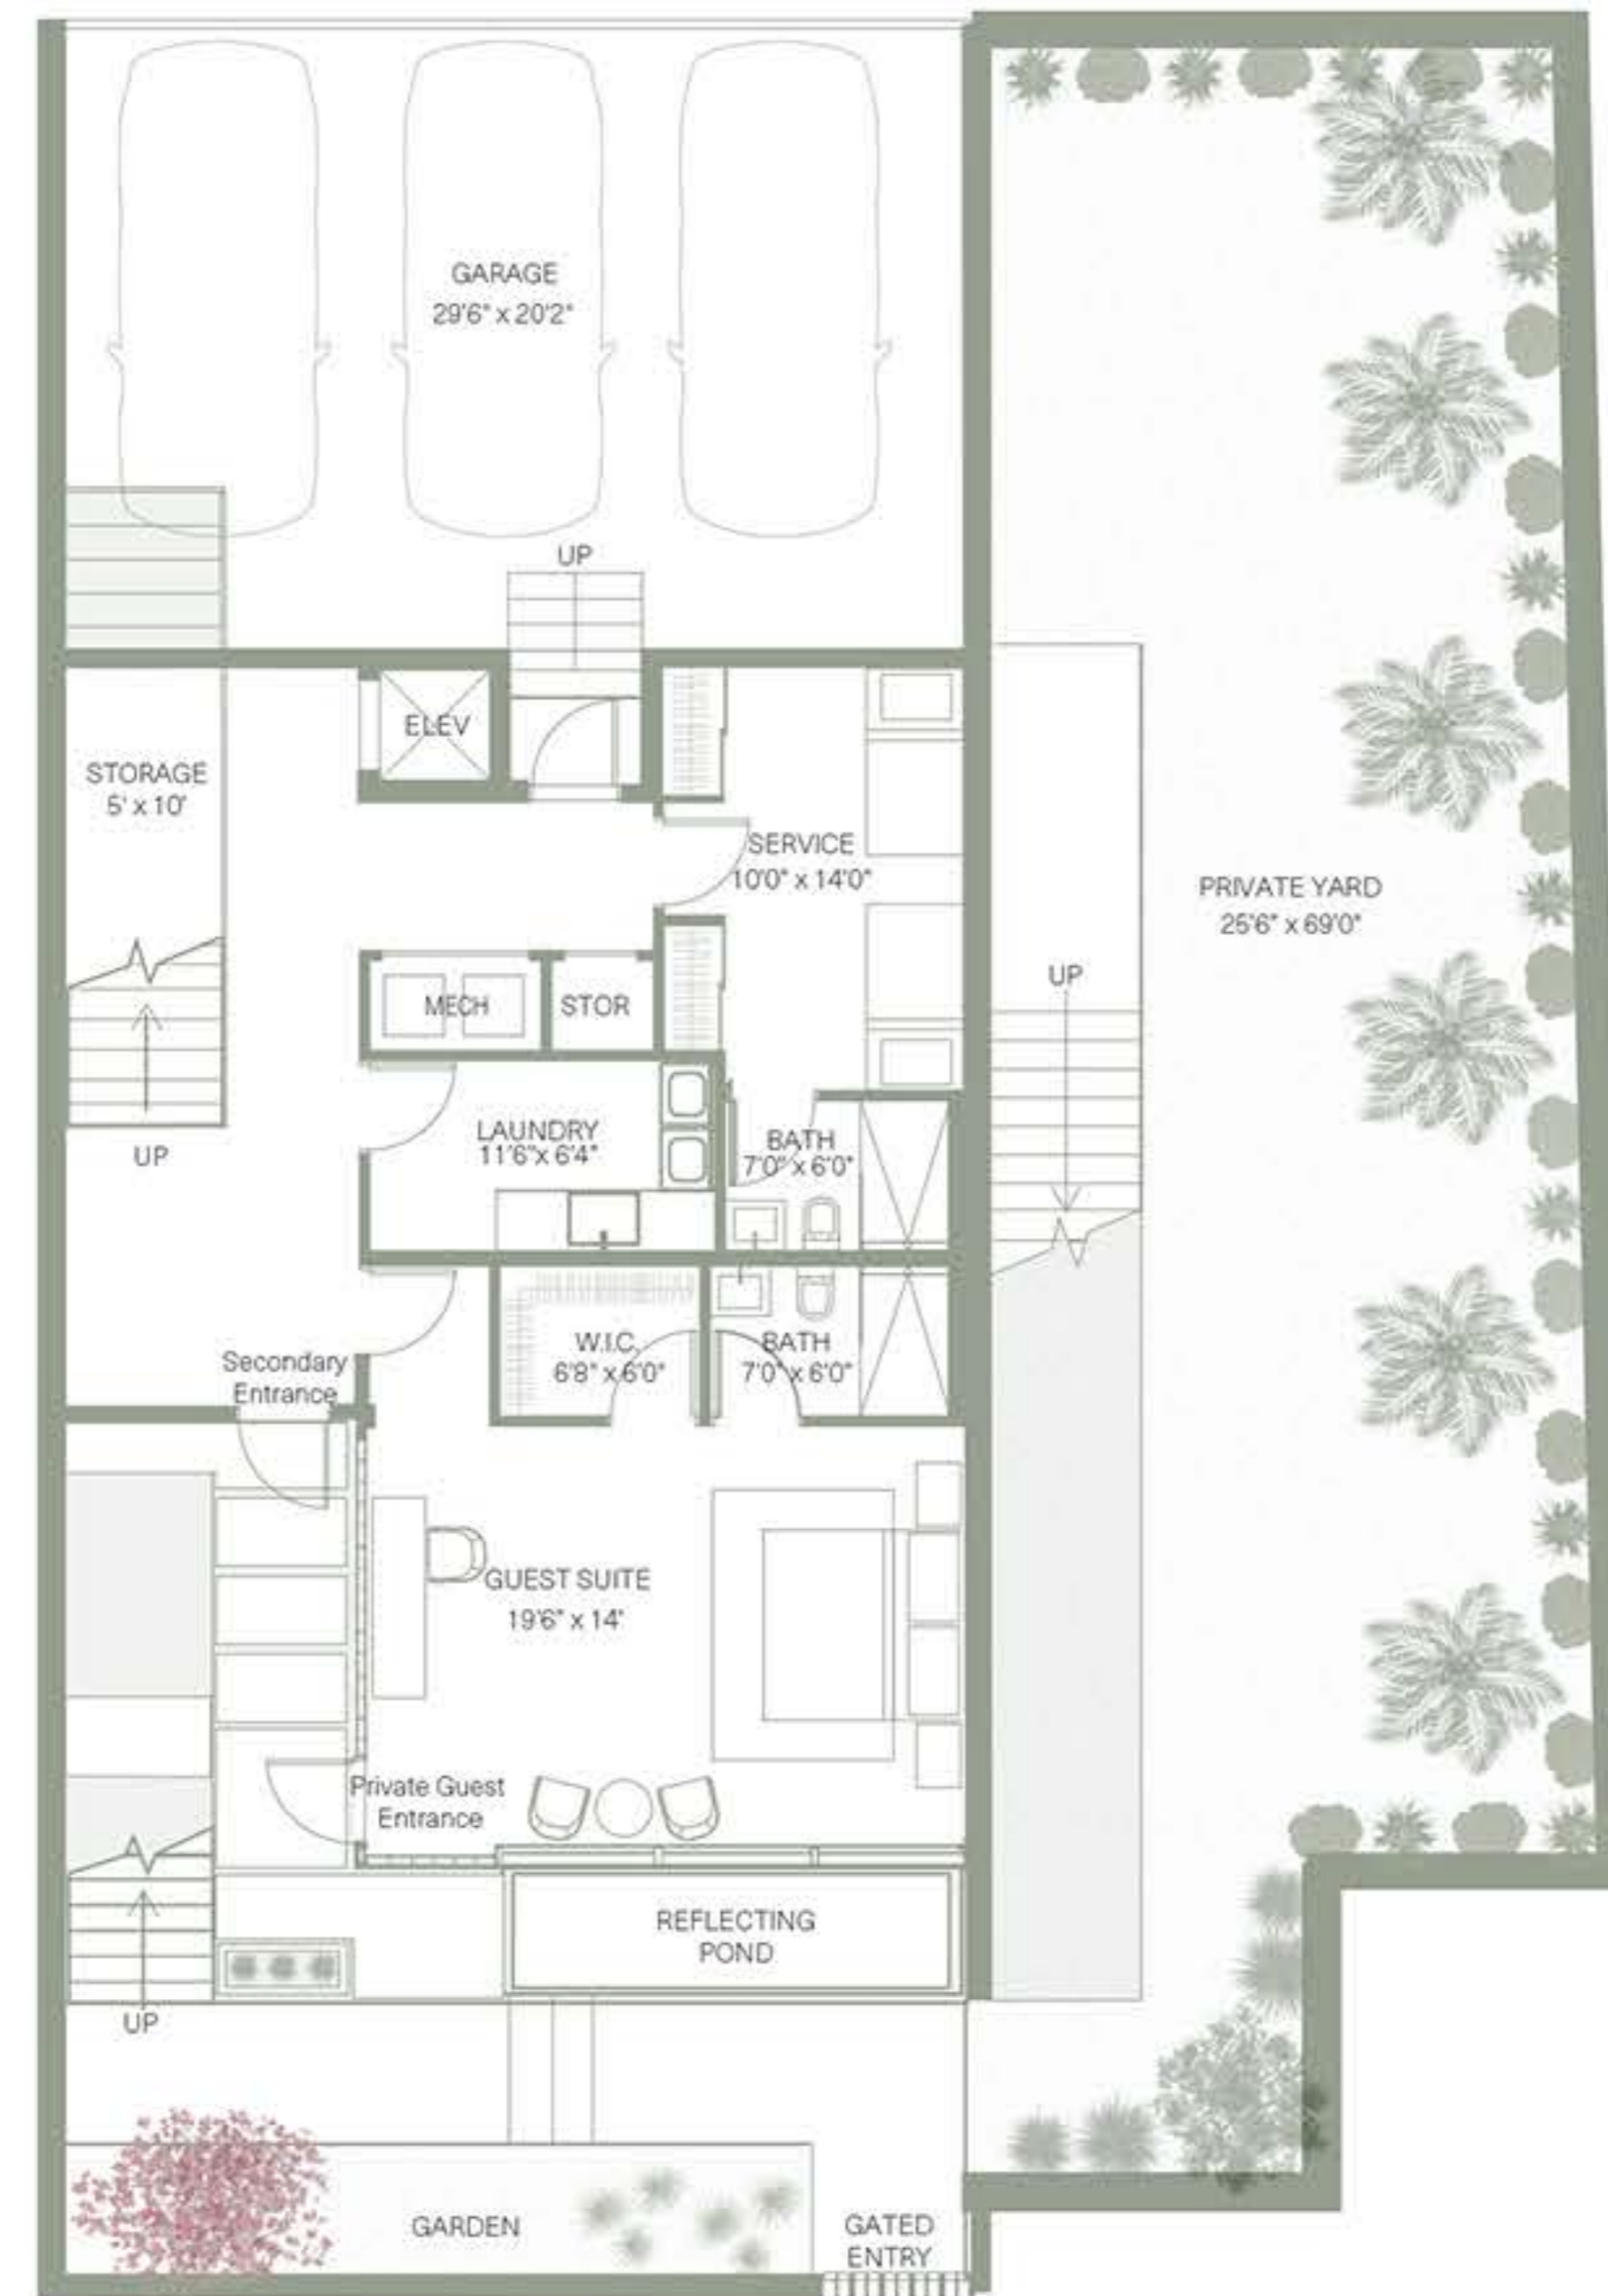 GARAGE
29'6" x 20'2"
UP
ELEV
STORAGE
5' x 10'
SERVICE
10'0" x 14'0"
PRIVATE YARD
25'6" x 69'0"
UP
MECH
STOR
LAUNDRY
11'6"x 6'4"
BATH
7'0" x 6'0"
UP
W.I.C.
6'8" x 6'0"
BATH
7'0" x 6'0"
Secondary
Entrance
GUEST SUITE
19'6" x 14'
Private Guest
Entrance
REFLECTING
POND
UP
GARDEN
GATED
ENTRY